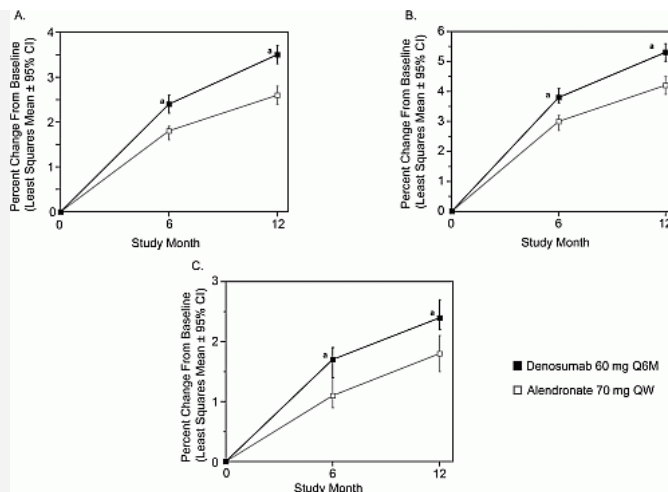 A.
Percent Change From Baseline
(Least Squares Mean ± 95% CI)
4
3
2
1
0
a
a
0
6
12
Study Month
B.
Percent Change From Baseline
(Least Squares Mean ± 95% CI)
6
5
4
3
2
1
0
a
a
0
6
12
Study Month
C.
Percent Change From Baseline
(Least Squares Mean ± 95% CI)
3
2
1
0
a
a
0
6
12
Study Month
Denosumab 60 mg Q6M
Alendronate 70 mg QW